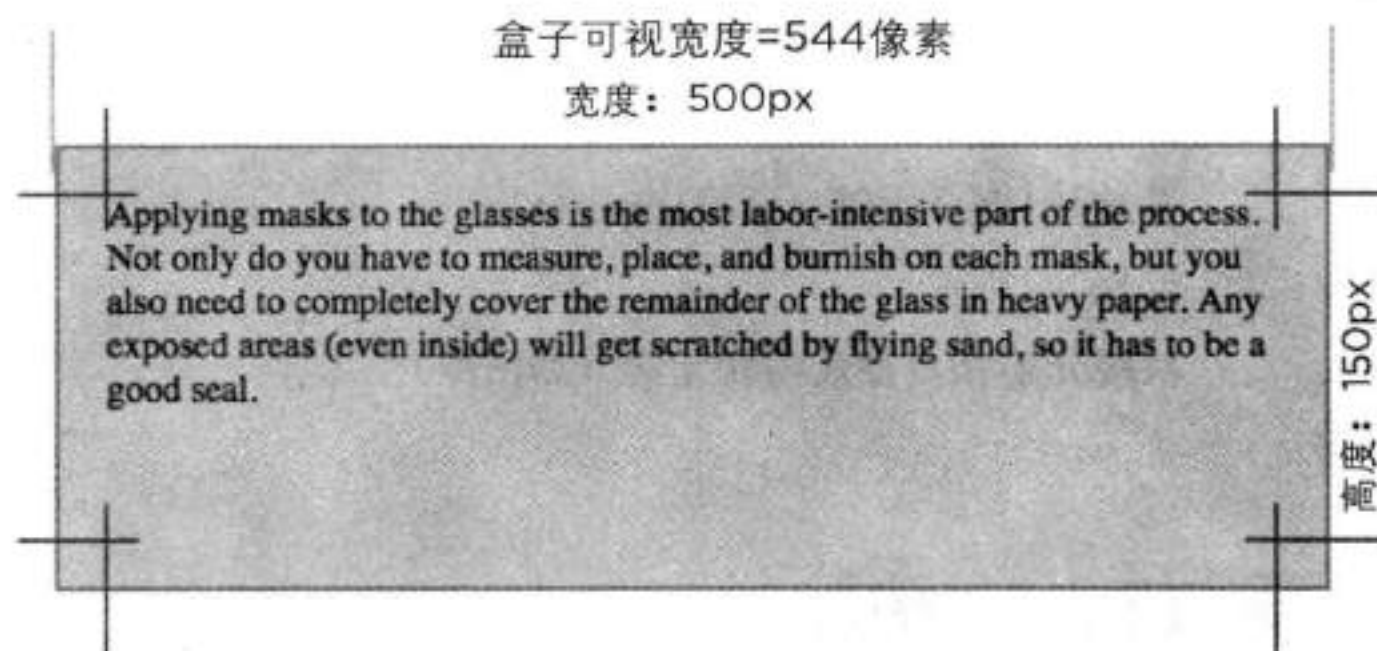 盒子可视宽度=544像素
宽度：500px
Applying masks to the glasses is the most labor-intensive part of the process.
Not only do you have to measure, place, and burnish on each mask, but you
also need to completely cover the remainder of the glass in heavy paper. Any
exposed areas (even inside) will get scratched by flying sand, so it has to be a
good seal.
高度：150px